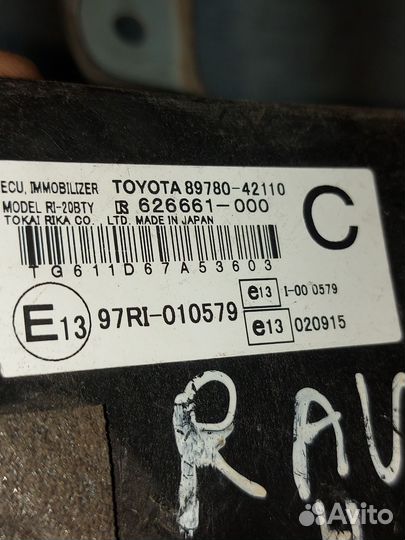 ECU, IMMOBILIZER TOYOTA 89780-42110
MODEL RI-20BTY 626661-000
TOKAI RIKA CO. LTD. MADE IN JAPAN
C
TG611D67A53603
E13 97RI-010579
e13 I-00 0579
e13 020915
RAV
Avito